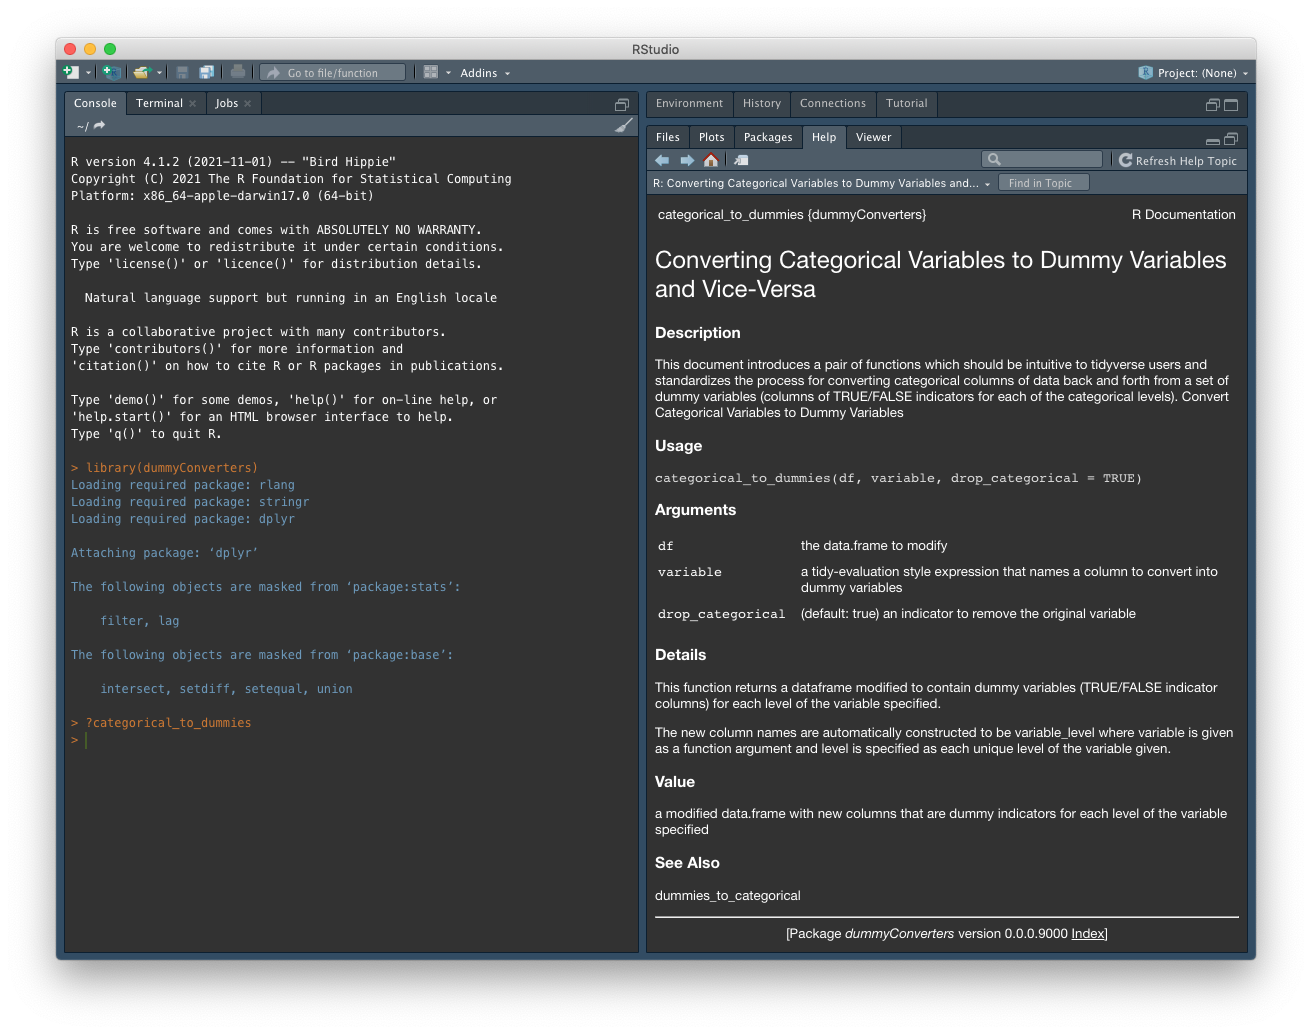 RStudio
Go to file/function
Addins
Project: (None)
Console
Terminal
Jobs
~/
R version 4.1.2 (2021-11-01) -- "Bird Hippie"
Copyright (C) 2021 The R Foundation for Statistical Computing
Platform: x86_64-apple-darwin17.0 (64-bit)
R is free software and comes with ABSOLUTELY NO WARRANTY.
You are welcome to redistribute it under certain conditions.
Type 'license()' or 'licence()' for distribution details.
Natural language support but running in an English locale
R is a collaborative project with many contributors.
Type 'contributors()' for more information and
'citation()' on how to cite R or R packages in publications.
Type 'demo()' for some demos, 'help()' for on-line help, or
'help.start()' for an HTML browser interface to help.
Type 'q()' to quit R.
> library(dummyConverters)
Loading required package: rlang
Loading required package: stringr
Loading required package: dplyr
Attaching package: ‘dplyr’
The following objects are masked from ‘package:stats’:
filter, lag
The following objects are masked from ‘package:base’:
intersect, setdiff, setequal, union
> ?categorical_to_dummies
>
Environment
History
Connections
Tutorial
Files
Plots
Packages
Help
Viewer
Refresh Help Topic
R: Converting Categorical Variables to Dummy Variables and...
Find in Topic
categorical_to_dummies {dummyConverters}
R Documentation
Converting Categorical Variables to Dummy Variables
and Vice-Versa
Description
This document introduces a pair of functions which should be intuitive to tidyverse users and
standardizes the process for converting categorical columns of data back and forth from a set of
dummy variables (columns of TRUE/FALSE indicators for each of the categorical levels). Convert
Categorical Variables to Dummy Variables
Usage
categorical_to_dummies(df, variable, drop_categorical = TRUE)
Arguments
df the data.frame to modify
variable a tidy-evaluation style expression that names a column to convert into
dummy variables
drop_categorical (default: true) an indicator to remove the original variable
Details
This function returns a dataframe modified to contain dummy variables (TRUE/FALSE indicator
columns) for each level of the variable specified.
The new column names are automatically constructed to be variable_level where variable is given
as a function argument and level is specified as each unique level of the variable given.
Value
a modified data.frame with new columns that are dummy indicators for each level of the variable
specified
See Also
dummies_to_categorical
[Package dummyConverters version 0.0.0.9000 Index]